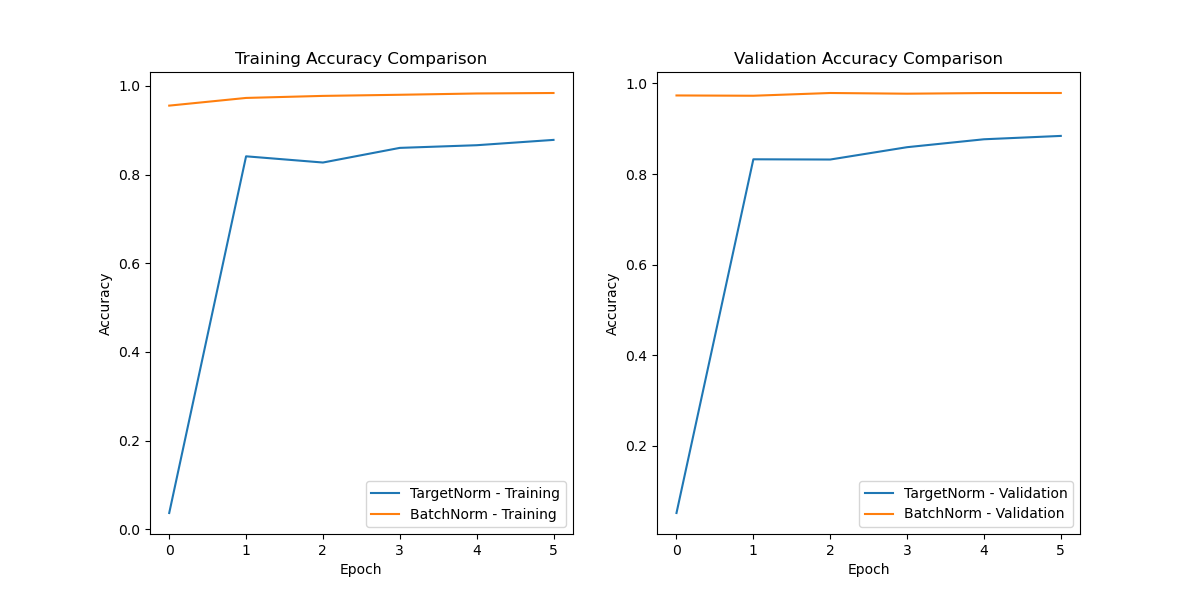 Training Accuracy Comparison
1.0
0.8
0.6
0.4
0.2
0.0
Accuracy
0 1 2 3 4 5
Epoch
TargetNorm - Training
BatchNorm - Training
Validation Accuracy Comparison
1.0
0.8
0.6
0.4
0.2
Accuracy
0 1 2 3 4 5
Epoch
TargetNorm - Validation
BatchNorm - Validation